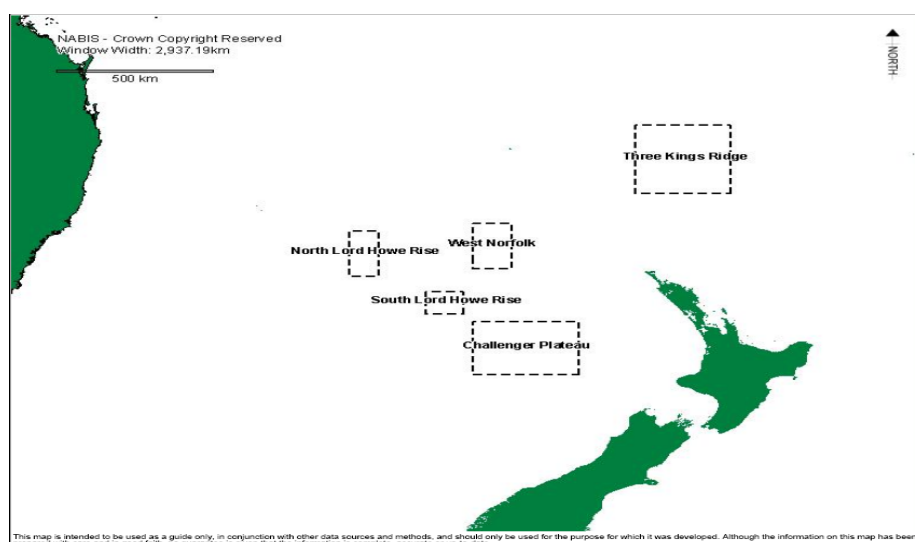 NABIS - Crown Copyright Reserved
Window Width: 2,937.19km
500 km
NORTH
Three Kings Ridge
West Norfolk
North Lord Howe Rise
South Lord Howe Rise
Challenger Plateau
This map is intended to be used as a guide only, in conjunction with other data sources and methods, and should only be used for the purpose for which it was developed. Although the information on this map has been